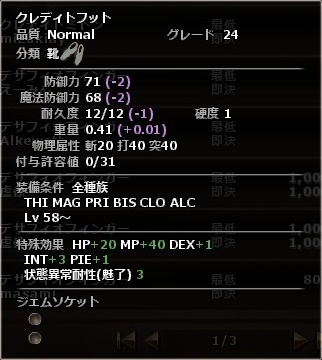 クレディトフット
品質 Normal グレード 24
分類 靴
防御力 71 (-2)
魔法防御力 68 (-2)
耐久度 12/12 (-1) 硬度 1
重量 0.41 (+0.01)
物理属性 斬20 打40 突40
付与許容値 0/31
装備条件 全種族
THI MAG PRI BIS CLO ALC
Lv 58～
特殊効果 HP+20 MP+40 DEX+1
INT+3 PIE+1
状態異常耐性(魅了) 3
ジェムソケット
1/3